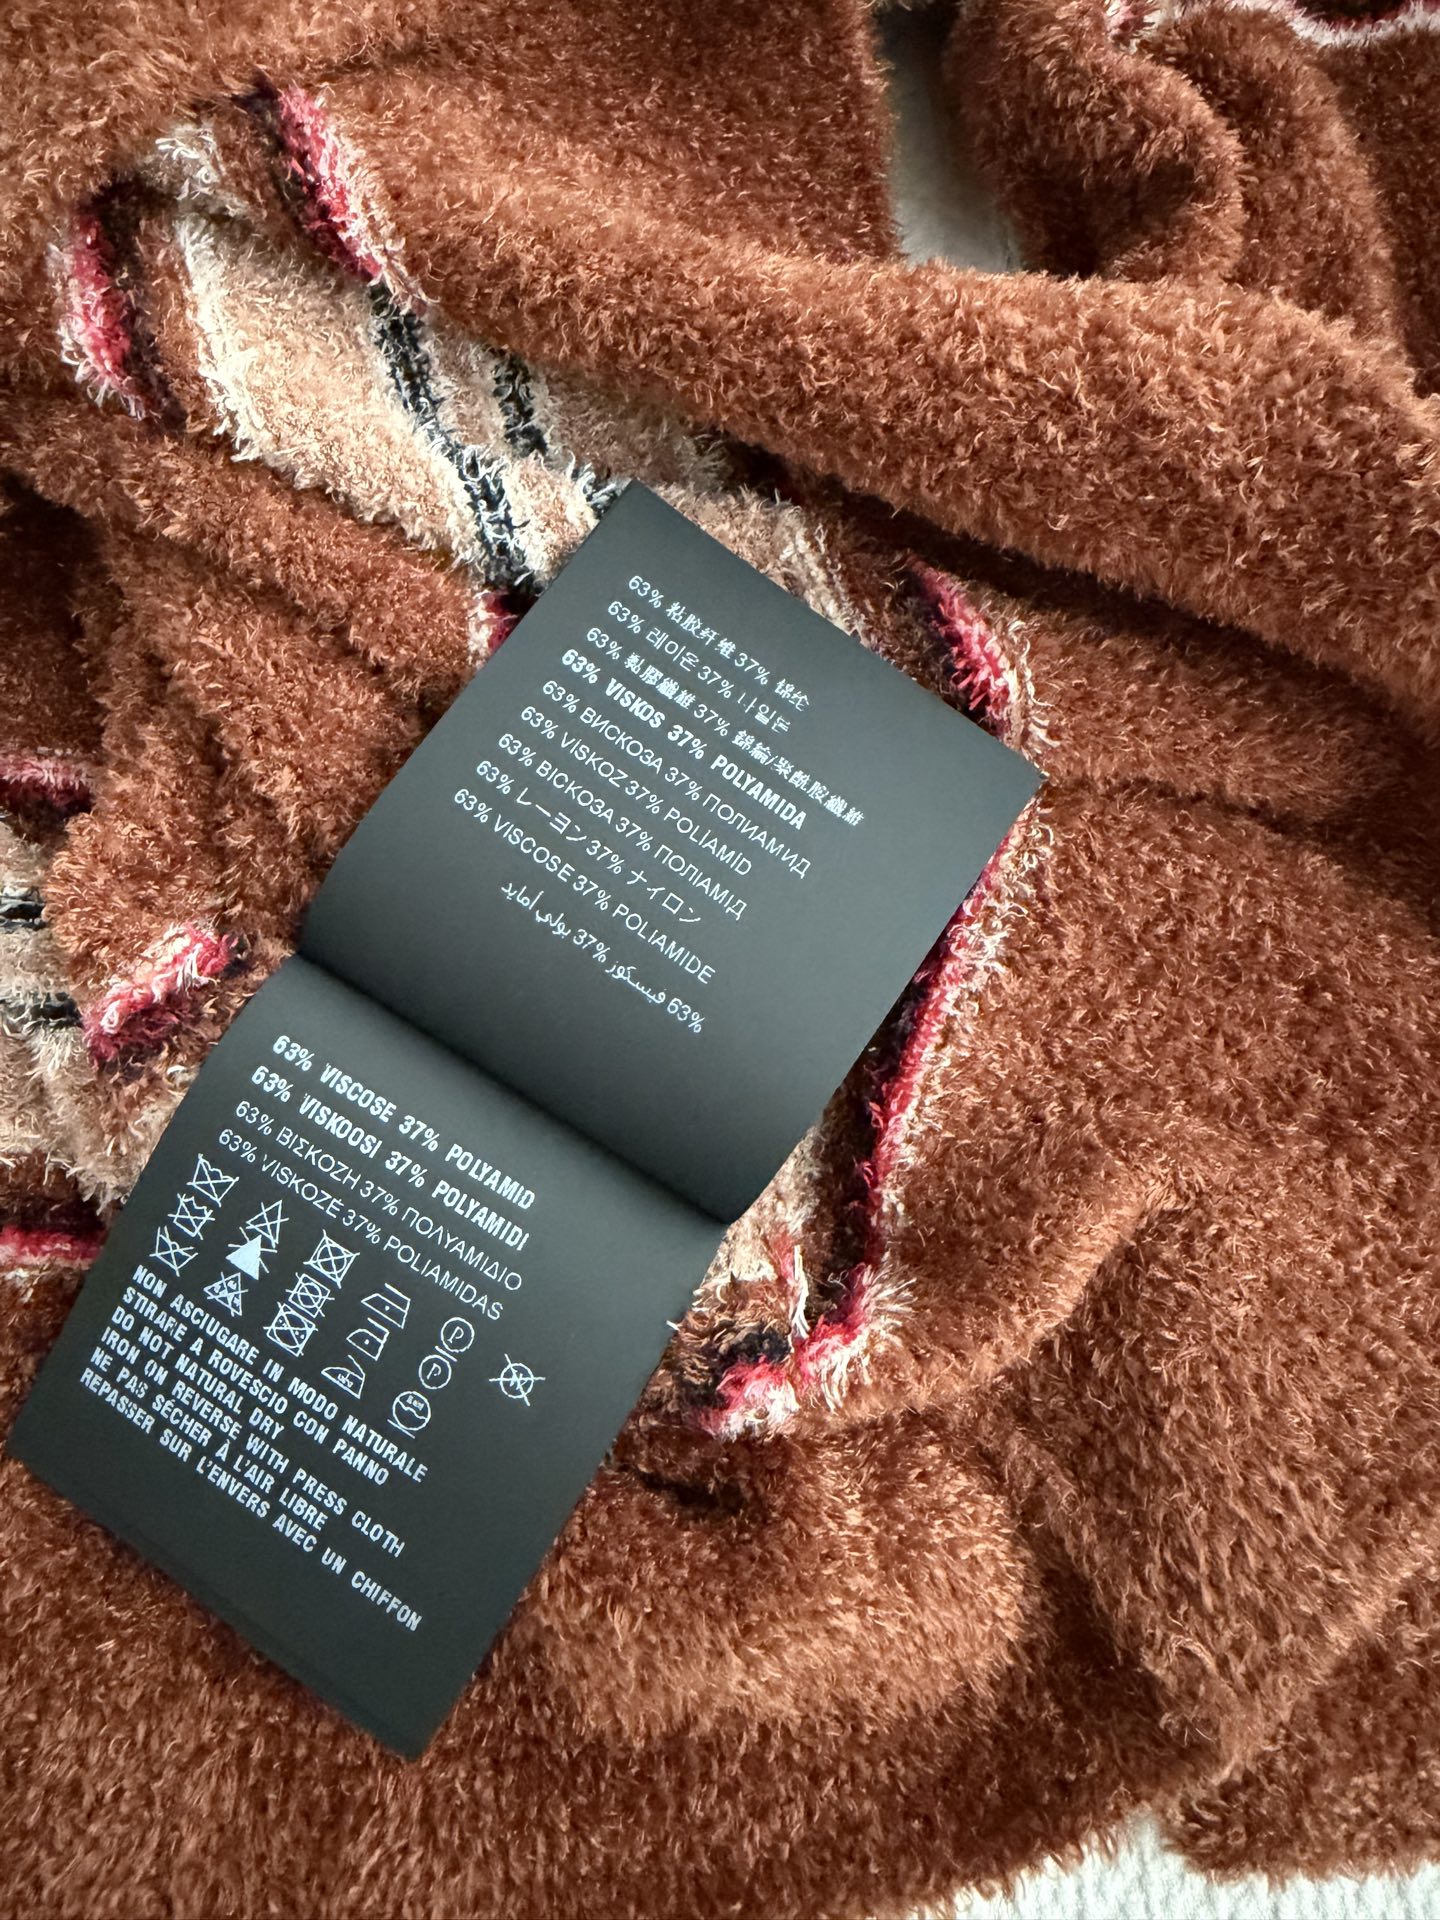 63% 粘胶纤维 37% 锦纶
63% 레이온 37% 나일론
63% 黏膠纖維 37% 錦綸/聚酰胺纖維
63% VISKOS 37% POLYAMIDA
63% ВИСКОЗА 37% ПОЛИАМИД
63% VİSKOZ 37% POLIAMID
63% ВІСКОЗА 37% ПОЛІАМІД
63% レーヨン 37% ナイロン
63% VISCOSE 37% POLIAMIDE
63% فيسكوز 37% بولي أمايد
63% VISCOSE 37% POLYAMID
63% VISKOOSI 37% POLYAMIDI
63% ΒΙΣΚΟΖΗ 37% ΠΟΛΥΑΜΙΔΙΟ
63% VISKOZĖ 37% POLIAMIDAS
P
P
W
NON ASCIUGARE IN MODO NATURALE
STIRARE A ROVESCIO CON PANNO
DO NOT NATURAL DRY
IRON ON REVERSE WITH PRESS CLOTH
NE PAS SÉCHER À L'AIR LIBRE
REPASSER SUR L'ENVERS AVEC UN CHIFFON